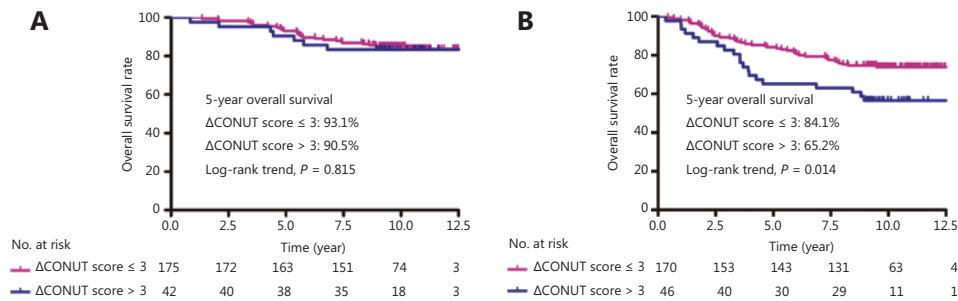 A
Overall survival rate
100
80
60
40
20
0
5-year overall survival
ΔCONUT score ≤ 3: 93.1%
ΔCONUT score > 3: 90.5%
Log-rank trend, P = 0.815
0.0 2.5 5.0 7.5 10.0 12.5
Time (year)
No. at risk
ΔCONUT score ≤ 3 175 172 163 151 74 3
ΔCONUT score > 3 42 40 38 35 18 3
B
Overall survival rate
100
80
60
40
20
0
5-year overall survival
ΔCONUT score ≤ 3: 84.1%
ΔCONUT score > 3: 65.2%
Log-rank trend, P = 0.014
0.0 2.5 5.0 7.5 10.0 12.5
Time (year)
No. at risk
ΔCONUT score ≤ 3 170 153 143 131 63 4
ΔCONUT score > 3 46 40 30 29 11 1